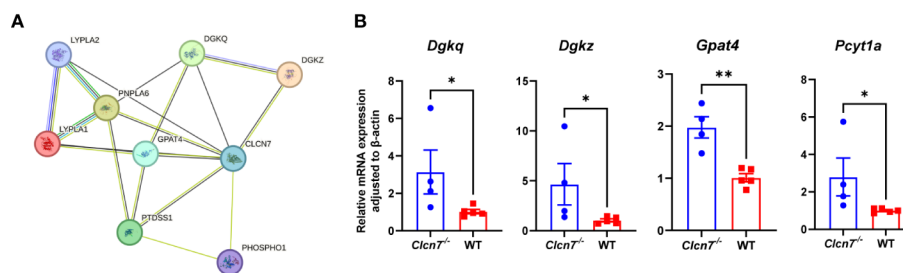 A
LYPLA2
DGKQ
DGKZ
PNPLA6
LYPLA1
GPAT4
CLCN7
PTDSS1
PHOSPHO1
B
Relative mRNA expression
adjusted to β-actin
Dgkq
8
6
4
2
0
*
Clcn7-/-
WT
Dgkz
15
10
5
0
*
Clcn7-/-
WT
Gpat4
3
2
1
0
**
Clcn7-/-
WT
Pcyt1a
8
6
4
2
0
*
Clcn7-/-
WT